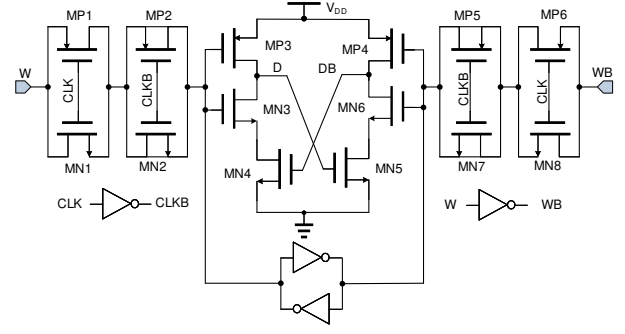 MP1
MP2
V_DD
MP5
MP6
MP3
MP4
W
CLK
CLKB
D
DB
CLKB
CLK
WB
MN3
MN6
MN1
MN2
MN4
MN5
MN7
MN8
CLK
CLKB
W
WB